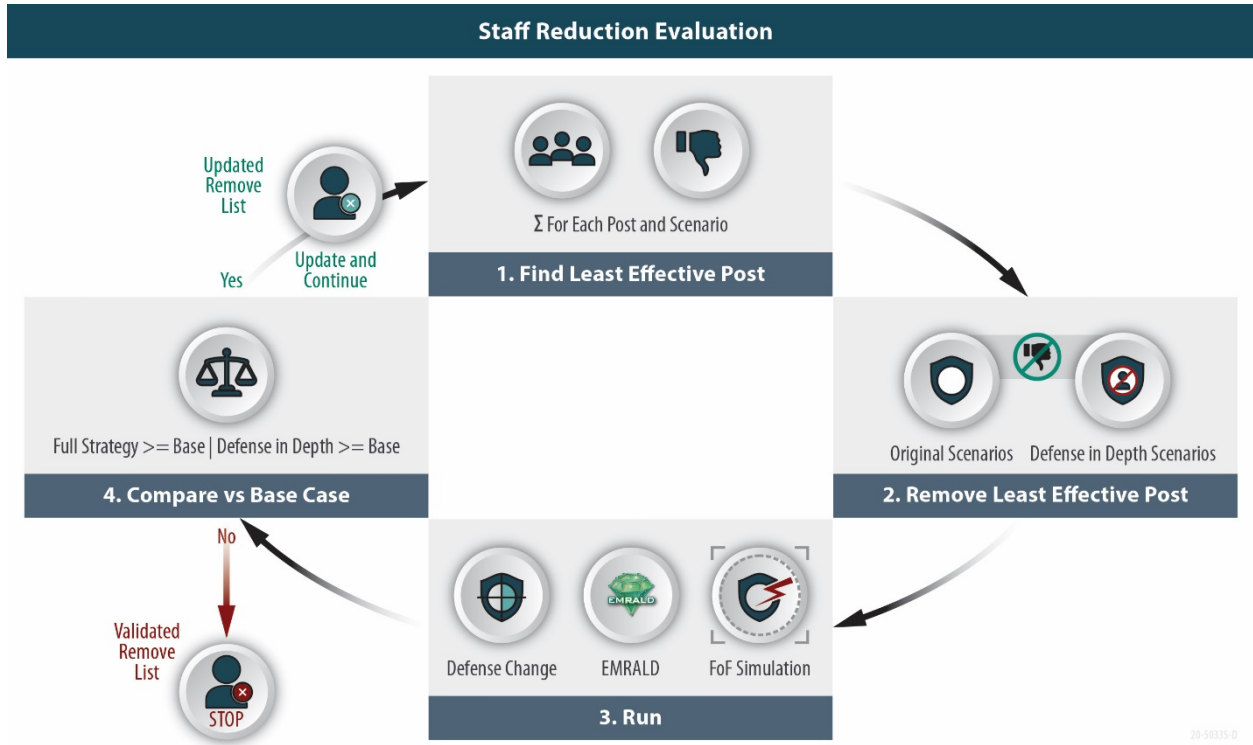 Staff Reduction Evaluation
Updated
Remove
List
Yes
Update and
Continue
Σ For Each Post and Scenario
1. Find Least Effective Post
Original Scenarios
Defense in Depth Scenarios
2. Remove Least Effective Post
EMRALD
Defense Change
EMRALD
FoF Simulation
3. Run
Full Strategy >= Base | Defense in Depth >= Base
4. Compare vs Base Case
No
Validated
Remove
List
STOP
20-50335-D